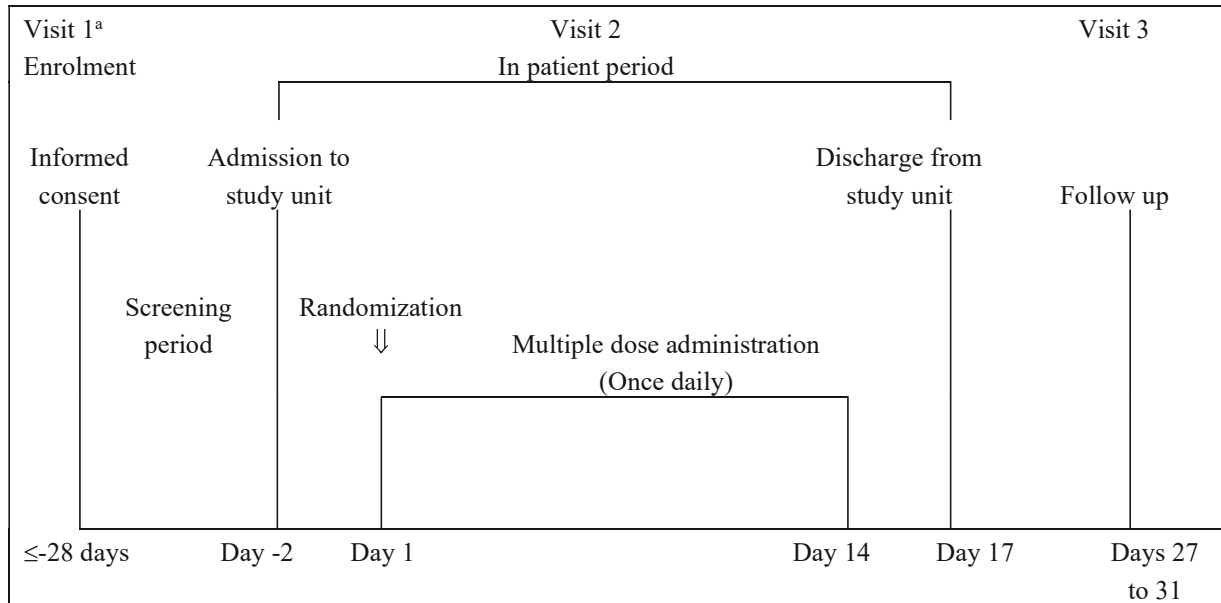 Visit 1ᵃ Visit 2 Visit 3
Enrolment In patient period
Informed consent
Admission to study unit
Discharge from study unit
Follow up
Screening period
Randomization
⇓
Multiple dose administration
(Once daily)
≤-28 days Day -2 Day 1 Day 14 Day 17 Days 27
to 31